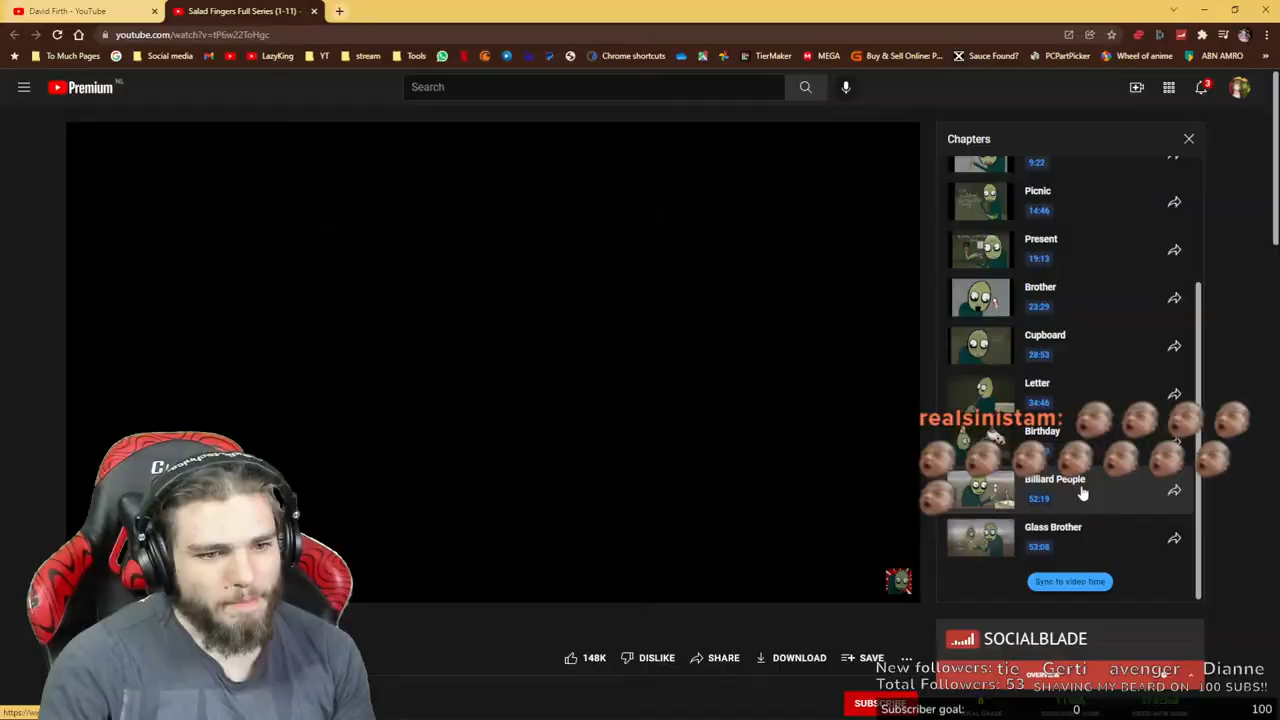 David Firth - YouTube
Salad Fingers Full Series (1-11) -
youtube.com/watch?v=tP6w22ToHgc
To Much Pages
Social media
LazyKing
YT
stream
Tools
Chrome shortcuts
TierMaker
MEGA
Buy & Sell Online P...
Sauce Found?
PCPartPicker
Wheel of anime
ABN AMRO
Premium NL
Search
3
Chapters
9:22
Picnic
14:46
Present
19:13
Brother
23:29
Cupboard
28:53
Letter
34:46
realsinistam:
Birthday
Billiard People
52:19
Glass Brother
53:08
Sync to video time
SOCIALBLADE
148K
DISLIKE
SHARE
DOWNLOAD
SAVE
New followers: tie Gerti avenger Dianne
Total Followers: 53
SHAVING MY BEARD ON 100 SUBS!!
Subscriber goal:
0
100